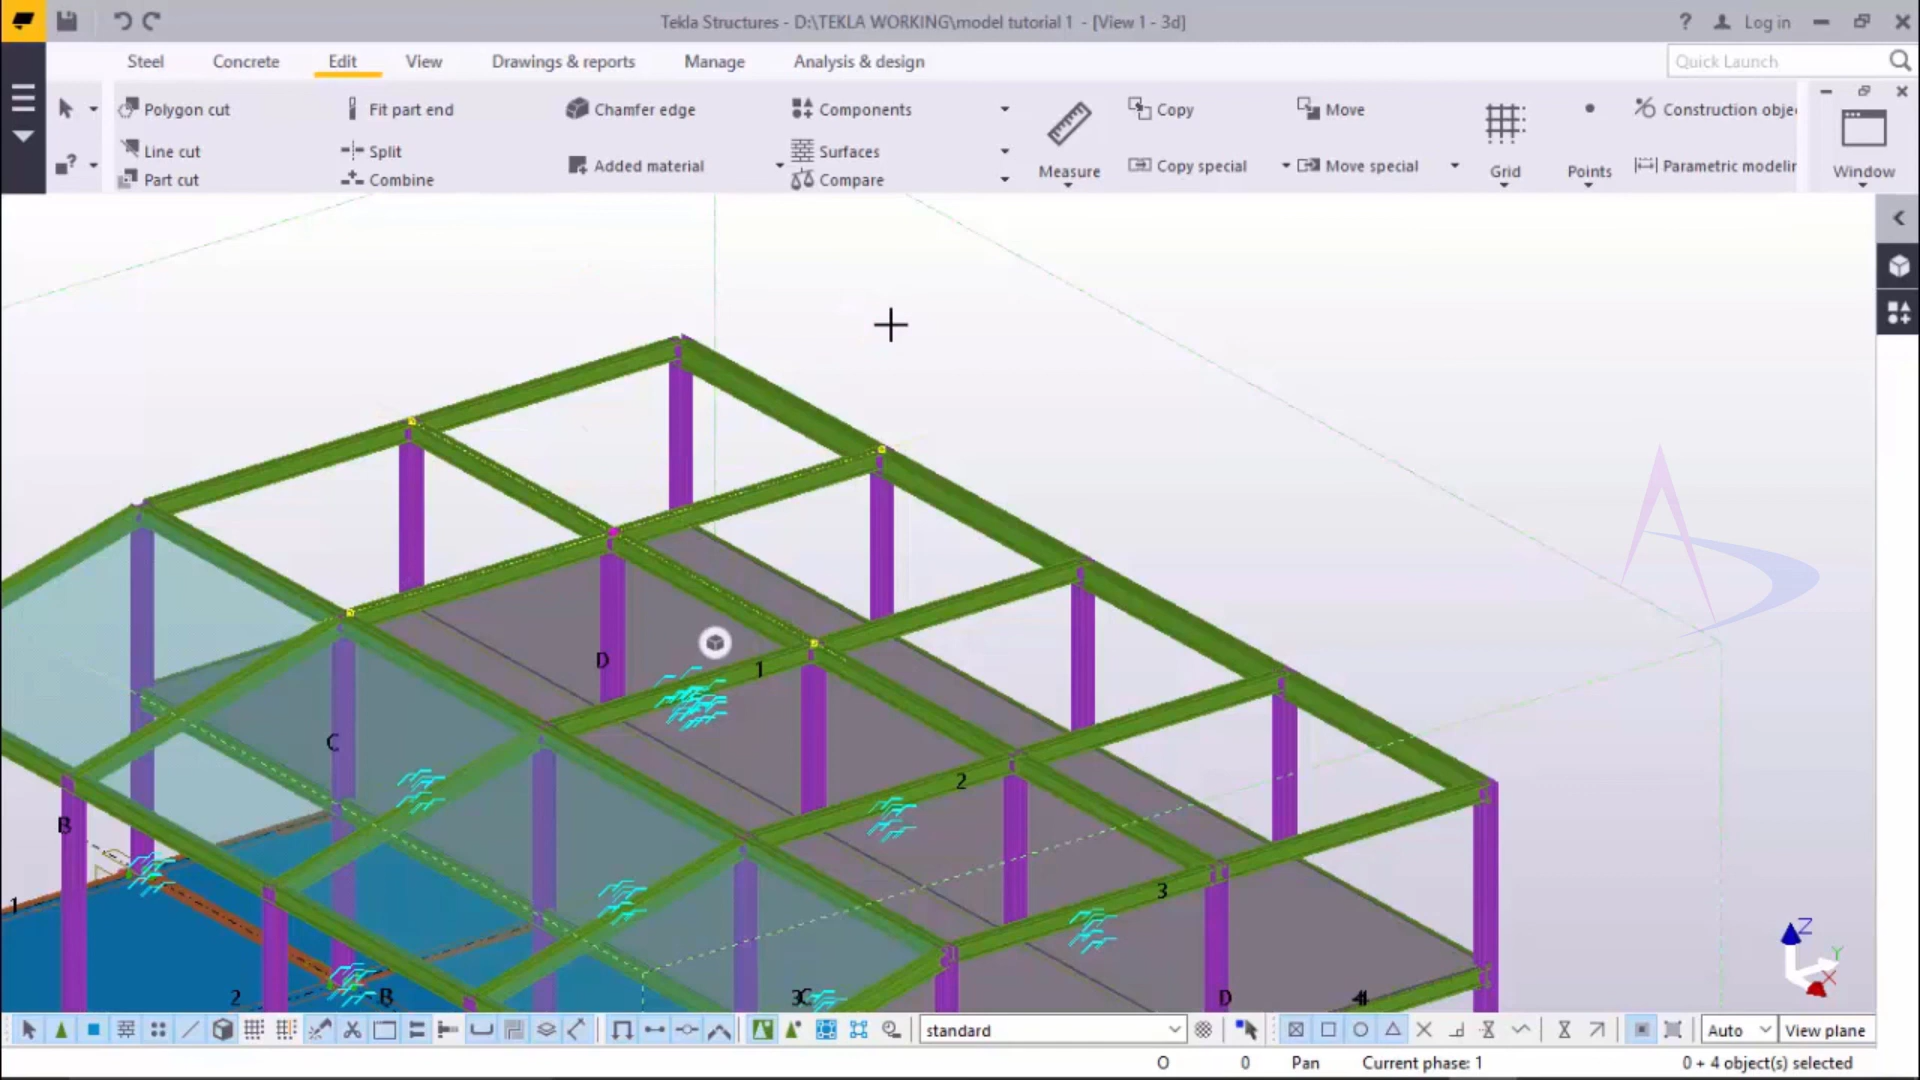 Tekla Structures - D:\TEKLA WORKING\model tutorial 1 - [View 1 - 3d]
? Log in
Steel Concrete Edit View Drawings & reports Manage Analysis & design
Quick Launch
Polygon cut Fit part end Chamfer edge Components Copy Move Construction obje
Line cut Split Surfaces
Added material Measure Copy special Move special Grid Points Parametric modelin Window
Part cut Combine Compare
D
1
C
2
B
3
1
2
B
3C
D
4
Z
Y
X
standard
Auto
View plane
O 0 Pan Current phase: 1 0 + 4 object(s) selected